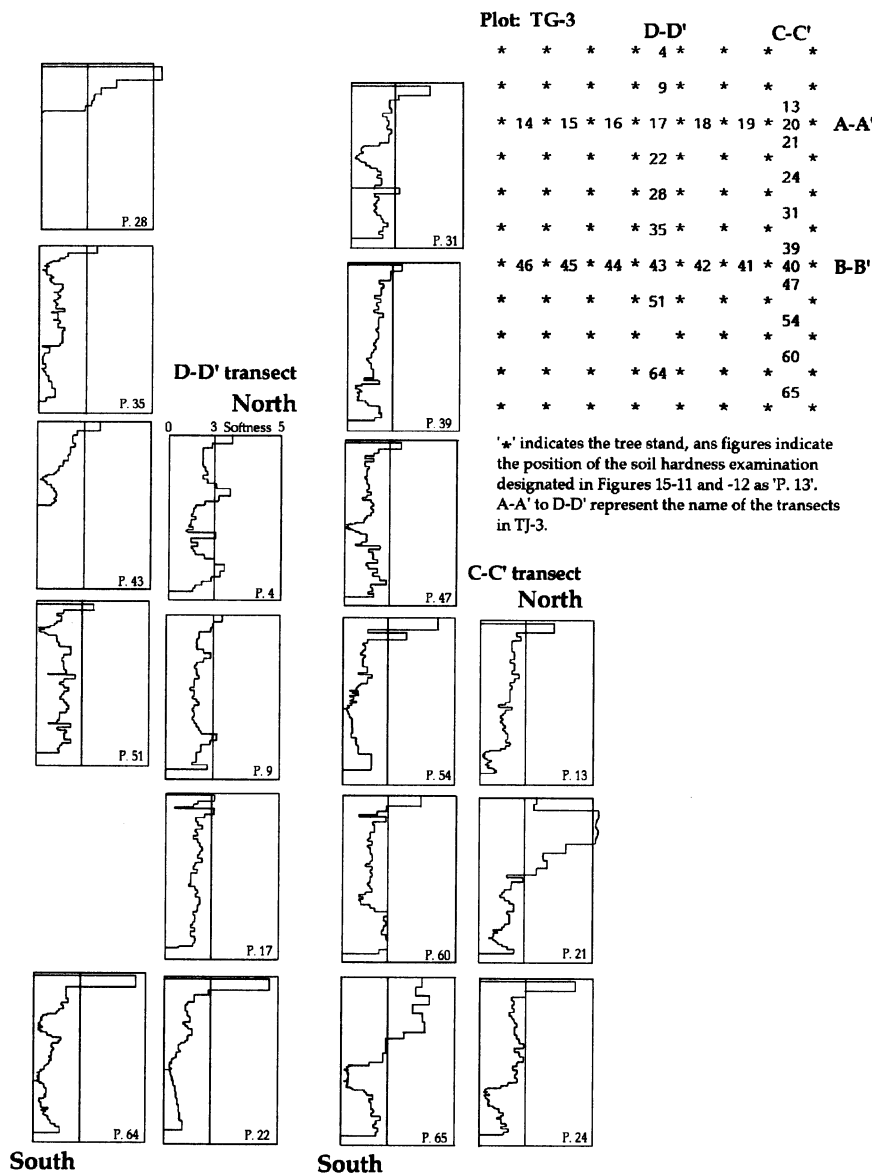 Plot: TG-3 D-D' C-C'
* * * * 4 * * * *
* * * * 9 * * * *
13
* 14 * 15 * 16 * 17 * 18 * 19 * 20 * A-A'
21
* * * * 22 * * * *
24
* * * * 28 * * * *
31
* * * * 35 * * * *
39
* 46 * 45 * 44 * 43 * 42 * 41 * 40 * B-B'
47
* * * * 51 * * * *
54
* * * * * * * *
60
* * * * 64 * * * *
65
* * * * * * * *
'*' indicates the tree stand, ans figures indicate
the position of the soil hardness examination
designated in Figures 15-11 and -12 as 'P. 13'.
A-A' to D-D' represent the name of the transects
in TJ-3.
D-D' transect
North
0 3 Softness 5
P. 28
P. 35
P. 43
P. 51
P. 4
P. 9
P. 17
P. 64
P. 22
South
P. 31
P. 39
P. 47
C-C' transect
North
P. 54
P. 13
P. 60
P. 21
P. 65
P. 24
South